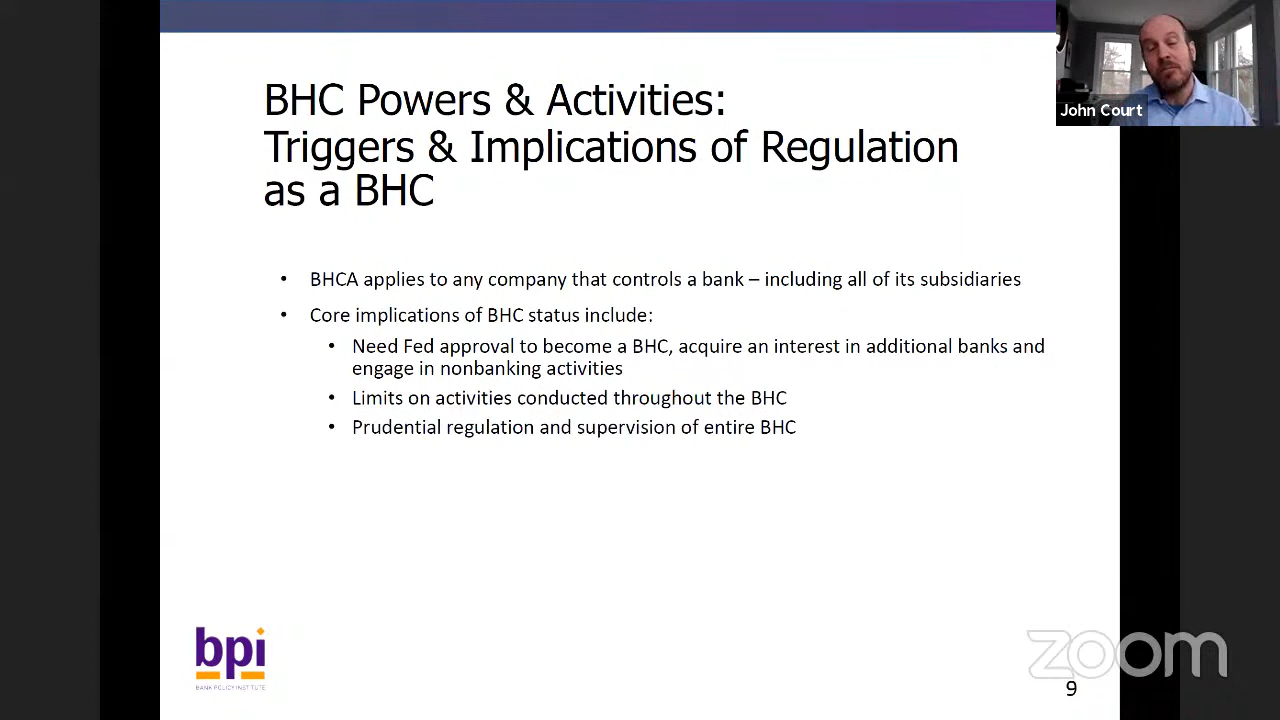 BHC Powers & Activities:
Triggers & Implications of Regulation
as a BHC
John Court
• BHCA applies to any company that controls a bank – including all of its subsidiaries
• Core implications of BHC status include:
• Need Fed approval to become a BHC, acquire an interest in additional banks and
engage in nonbanking activities
• Limits on activities conducted throughout the BHC
• Prudential regulation and supervision of entire BHC
bpi
BANK POLICY INSTITUTE
zoom
9